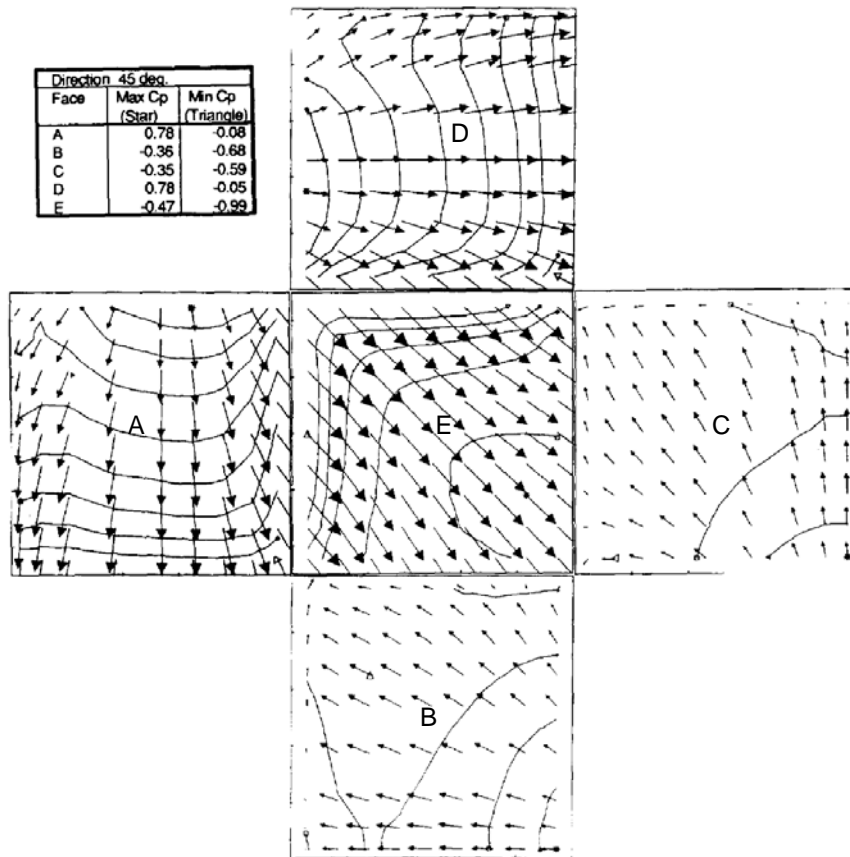 Direction 45 deg.
Face Max Cp Min Cp
(Star) (Triangle)
A 0.78 -0.08
B -0.36 -0.68
C -0.35 -0.59
D 0.78 -0.05
E -0.47 -0.99
D
A
E
C
B